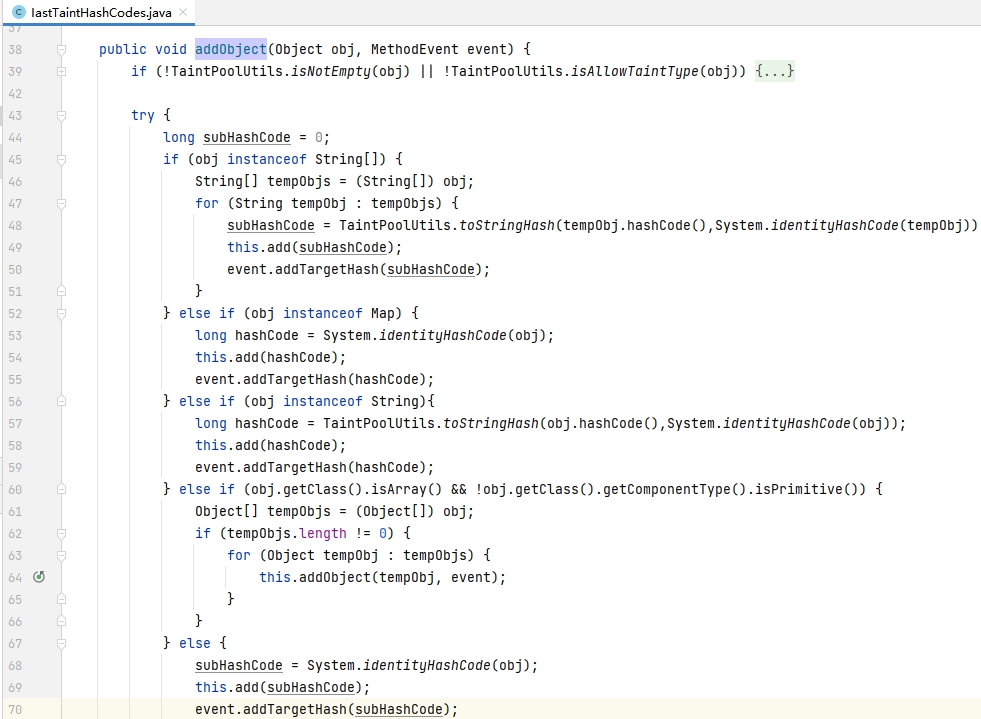 IastTaintHashCodes.java
37
38 public void addObject(Object obj, MethodEvent event) {
39 if (!TaintPoolUtils.isNotEmpty(obj) || !TaintPoolUtils.isAllowTaintType(obj)) {...}
42
43 try {
44 long subHashCode = 0;
45 if (obj instanceof String[]) {
46 String[] tempObjs = (String[]) obj;
47 for (String tempObj : tempObjs) {
48 subHashCode = TaintPoolUtils.toStringHash(tempObj.hashCode(),System.identityHashCode(tempObj))
49 this.add(subHashCode);
50 event.addTargetHash(subHashCode);
51 }
52 } else if (obj instanceof Map) {
53 long hashCode = System.identityHashCode(obj);
54 this.add(hashCode);
55 event.addTargetHash(hashCode);
56 } else if (obj instanceof String){
57 long hashCode = TaintPoolUtils.toStringHash(obj.hashCode(),System.identityHashCode(obj));
58 this.add(hashCode);
59 event.addTargetHash(hashCode);
60 } else if (obj.getClass().isArray() && !obj.getClass().getComponentType().isPrimitive()) {
61 Object[] tempObjs = (Object[]) obj;
62 if (tempObjs.length != 0) {
63 for (Object tempObj : tempObjs) {
64 this.addObject(tempObj, event);
65 }
66 }
67 } else {
68 subHashCode = System.identityHashCode(obj);
69 this.add(subHashCode);
70 event.addTargetHash(subHashCode);